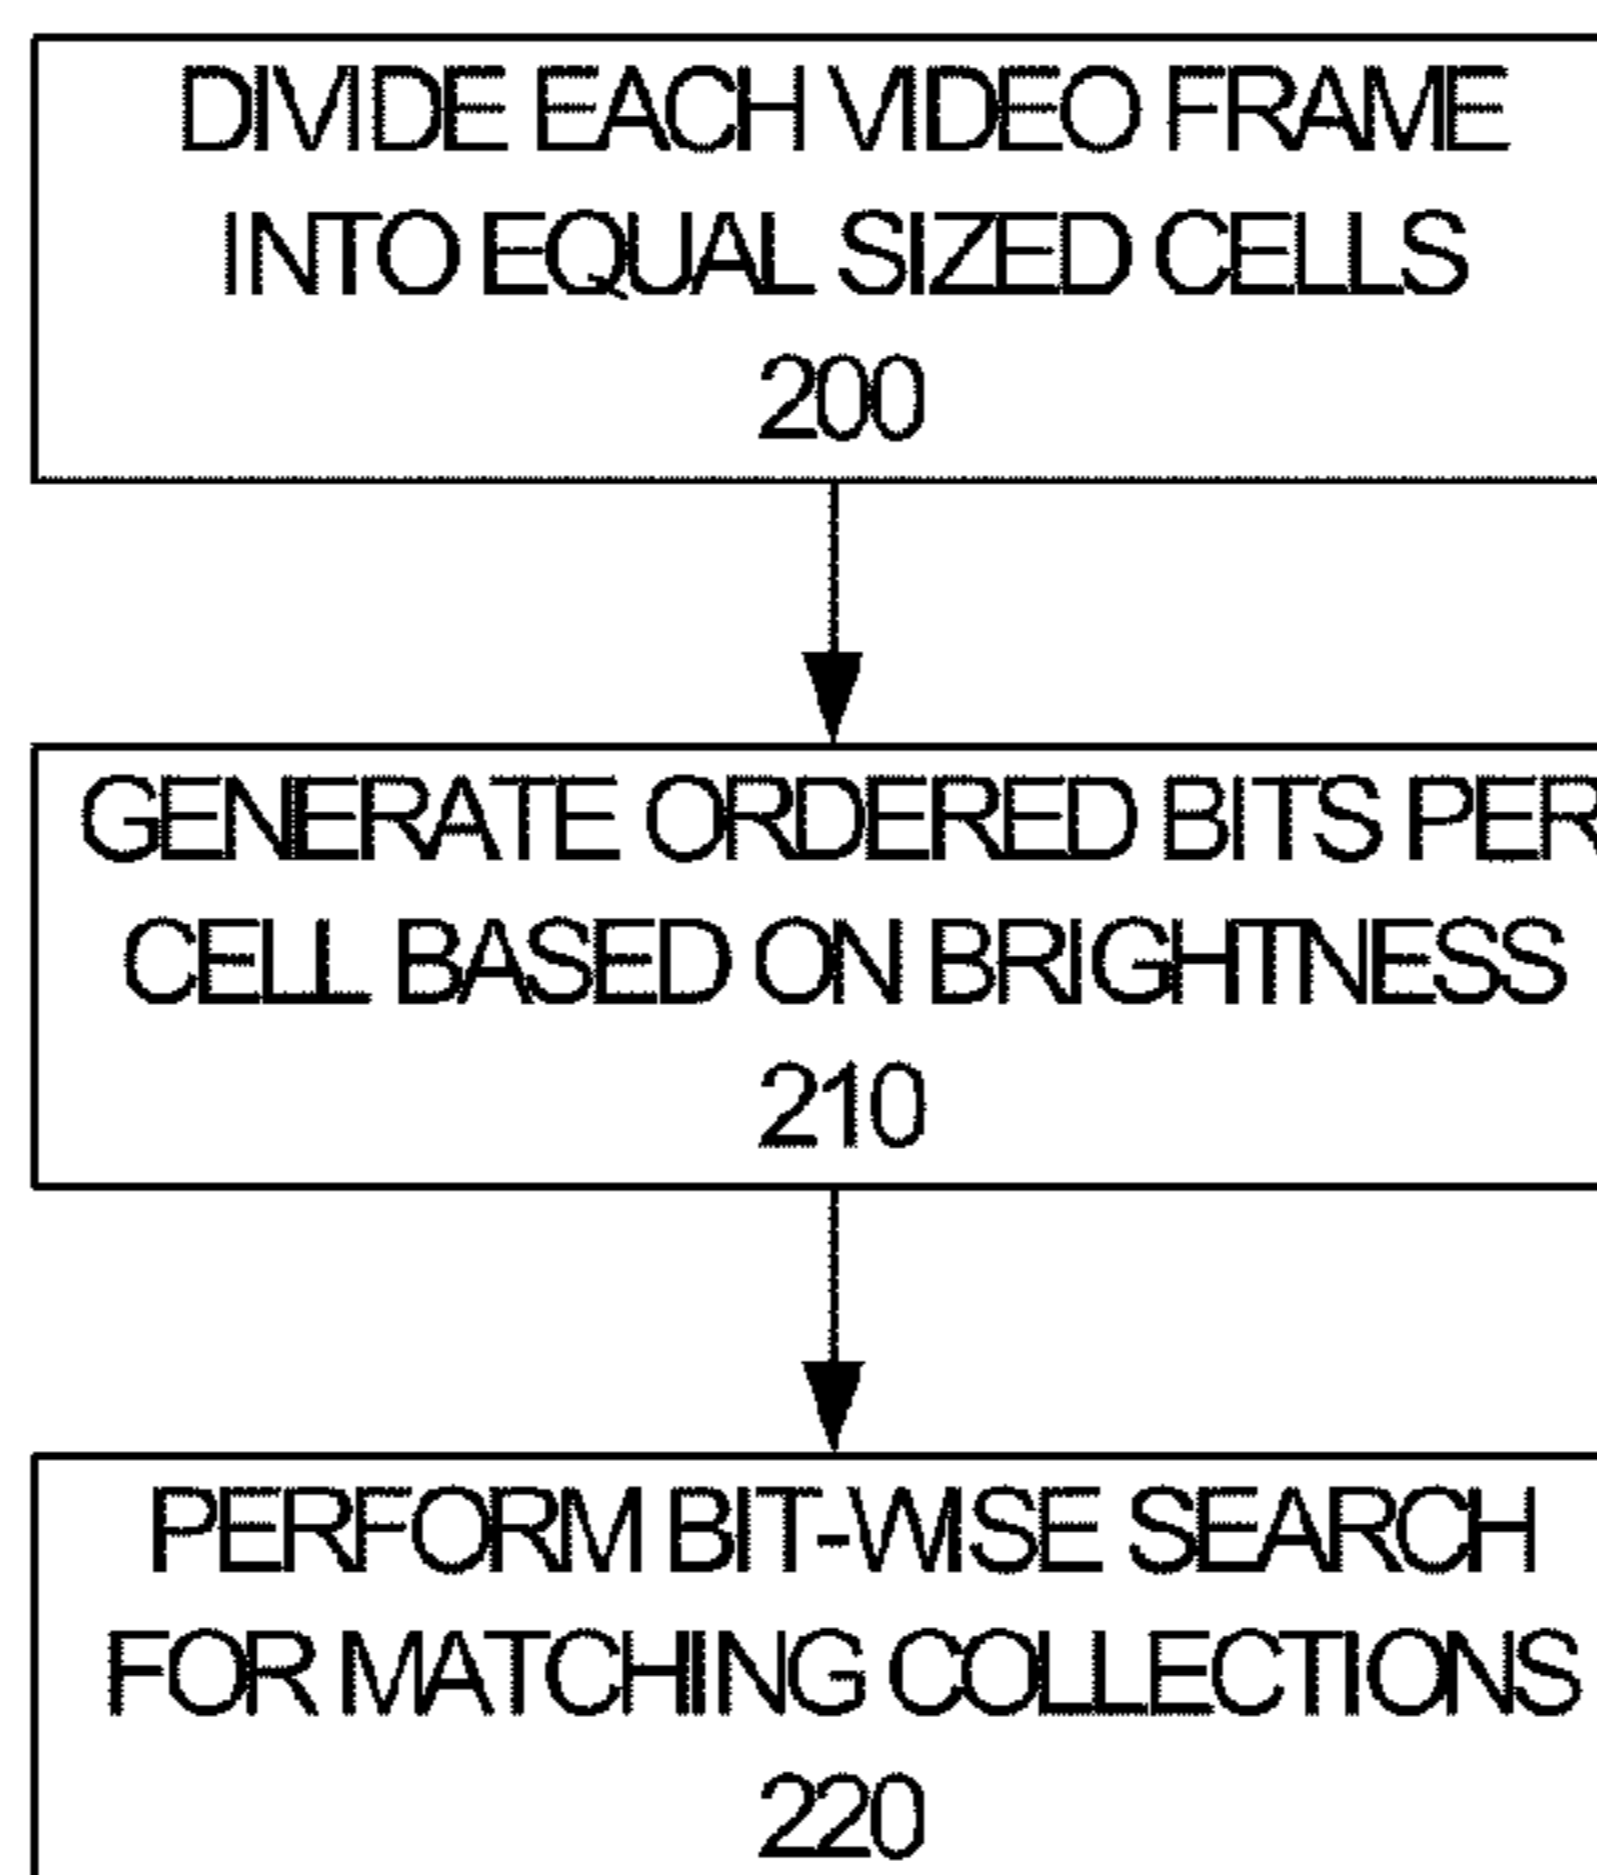 DIVIDE EACH VIDEO FRAME
INTO EQUAL SIZED CELLS
200
GENERATE ORDERED BITS PER
CELL BASED ON BRIGHTNESS
210
PERFORM BIT-WISE SEARCH
FOR MATCHING COLLECTIONS
220